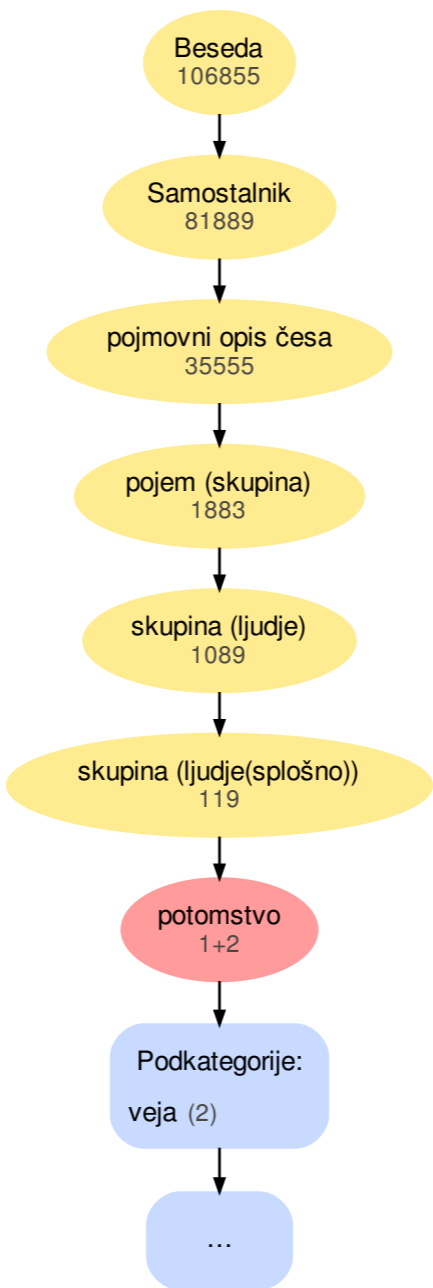 Beseda
106855
Samostalnik
81889
pojmovni opis česa
35555
pojem (skupina)
1883
skupina (ljudje)
1089
skupina (ljudje(splošno))
119
potomstvo
1+2
Podkategorije:
veja (2)
...